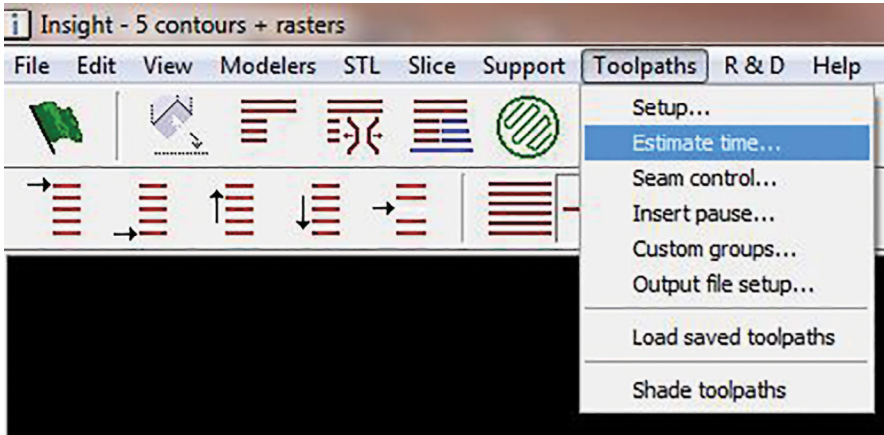 i Insight - 5 contours + rasters
File Edit View Modelers STL Slice Support Toolpaths R & D Help
Setup...
Estimate time...
Seam control...
Insert pause...
Custom groups...
Output file setup...
Load saved toolpaths
Shade toolpaths